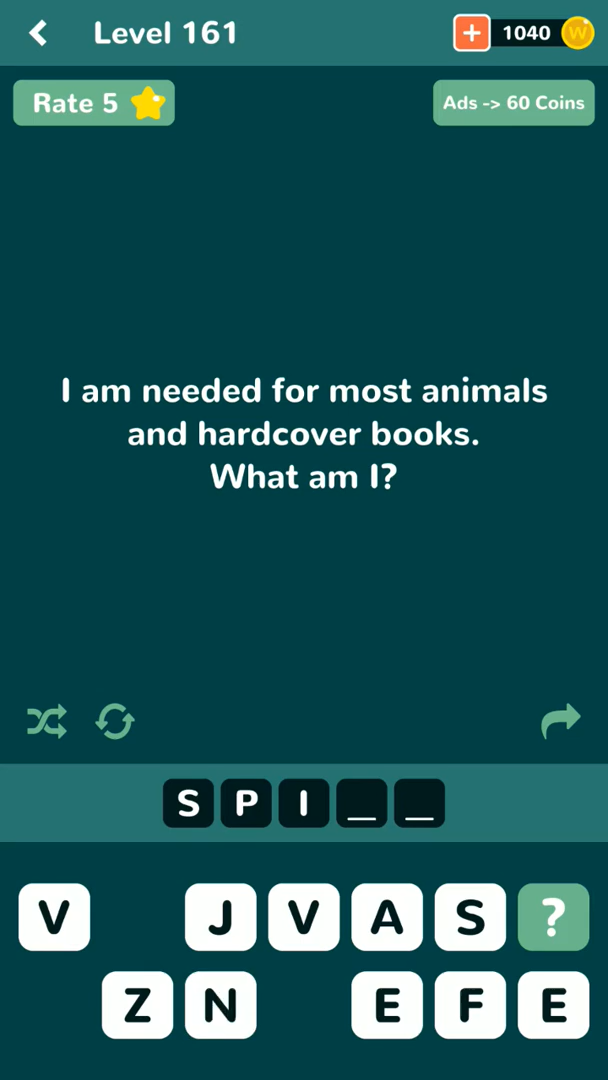 Level 161
+ 1040 W
Rate 5
Ads -> 60 Coins
I am needed for most animals
and hardcover books.
What am I?
S P I _ _
V J V A S ?
Z N E F E